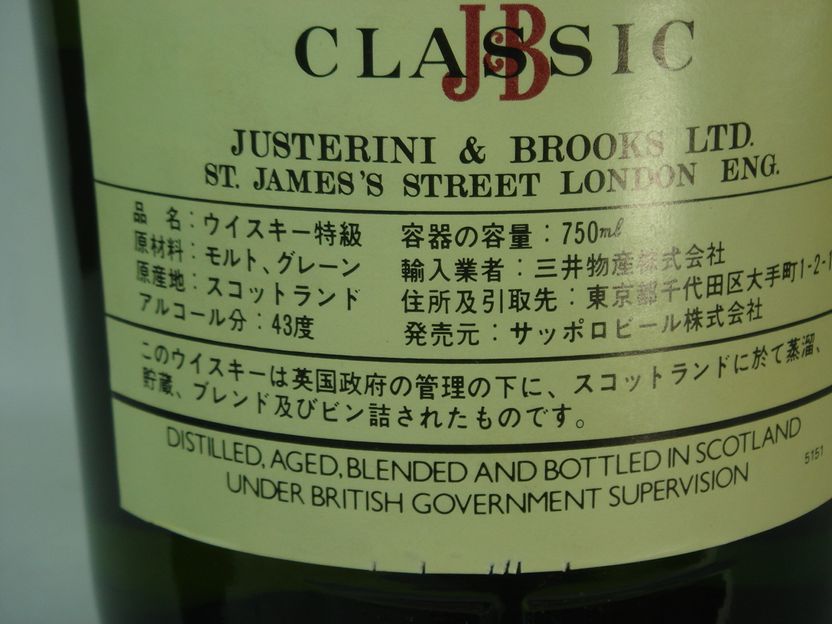 J&B
CLASSIC
JUSTERINI & BROOKS LTD.
ST. JAMES'S STREET LONDON ENG.
品 名：ウイスキー特級
原材料：モルト、グレーン
原産地：スコットランド
アルコール分：43度
容器の容量：750ml
輸入業者：三井物産株式会社
住所及引取先：東京都千代田区大手町1-2-1
発売元：サッポロビール株式会社
このウイスキーは英国政府の管理の下に、スコットランドに於て蒸溜、
貯蔵、ブレンド及びビン詰されたものです。
DISTILLED, AGED, BLENDED AND BOTTLED IN SCOTLAND
UNDER BRITISH GOVERNMENT SUPERVISION
5151